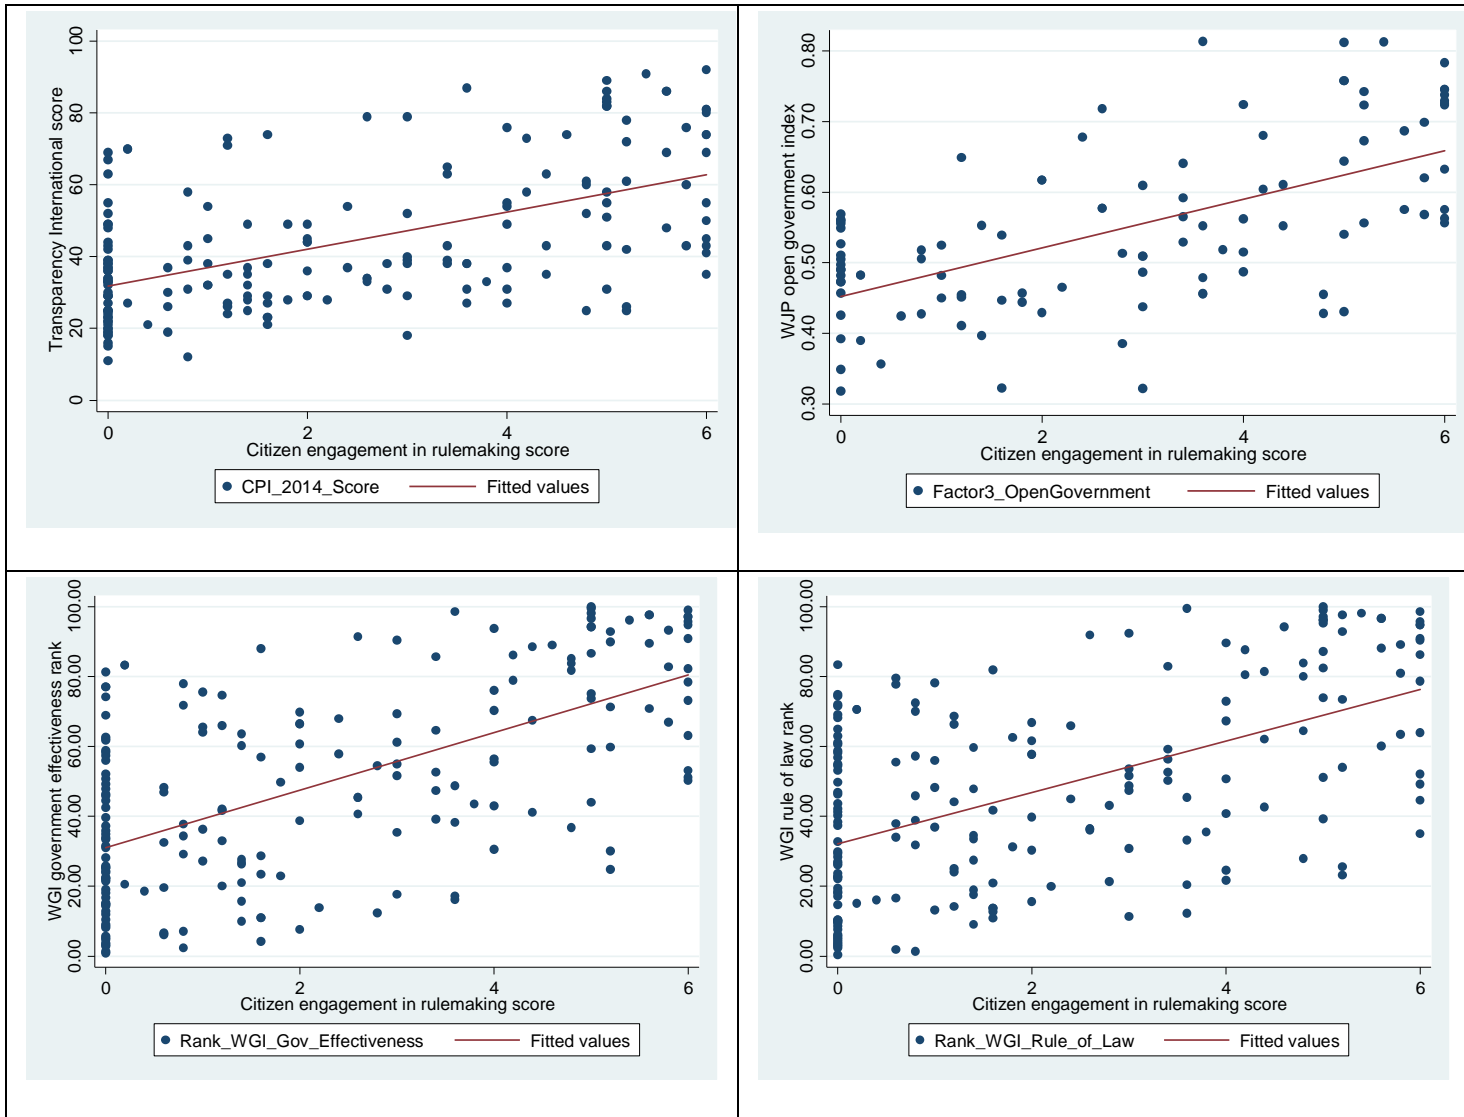 Transparency International score
100
80
60
40
20
0
0 2 4 6
Citizen engagement in rulemaking score
CPI_2014_Score Fitted values
WJP open government index
0.80
0.70
0.60
0.50
0.40
0.30
0 2 4 6
Citizen engagement in rulemaking score
Factor3_OpenGovernment Fitted values
WGI government effectiveness rank
100.00
80.00
60.00
40.00
20.00
0.00
0 2 4 6
Citizen engagement in rulemaking score
Rank_WGI_Gov_Effectiveness Fitted values
WGI rule of law rank
100.00
80.00
60.00
40.00
20.00
0.00
0 2 4 6
Citizen engagement in rulemaking score
Rank_WGI_Rule_of_Law Fitted values